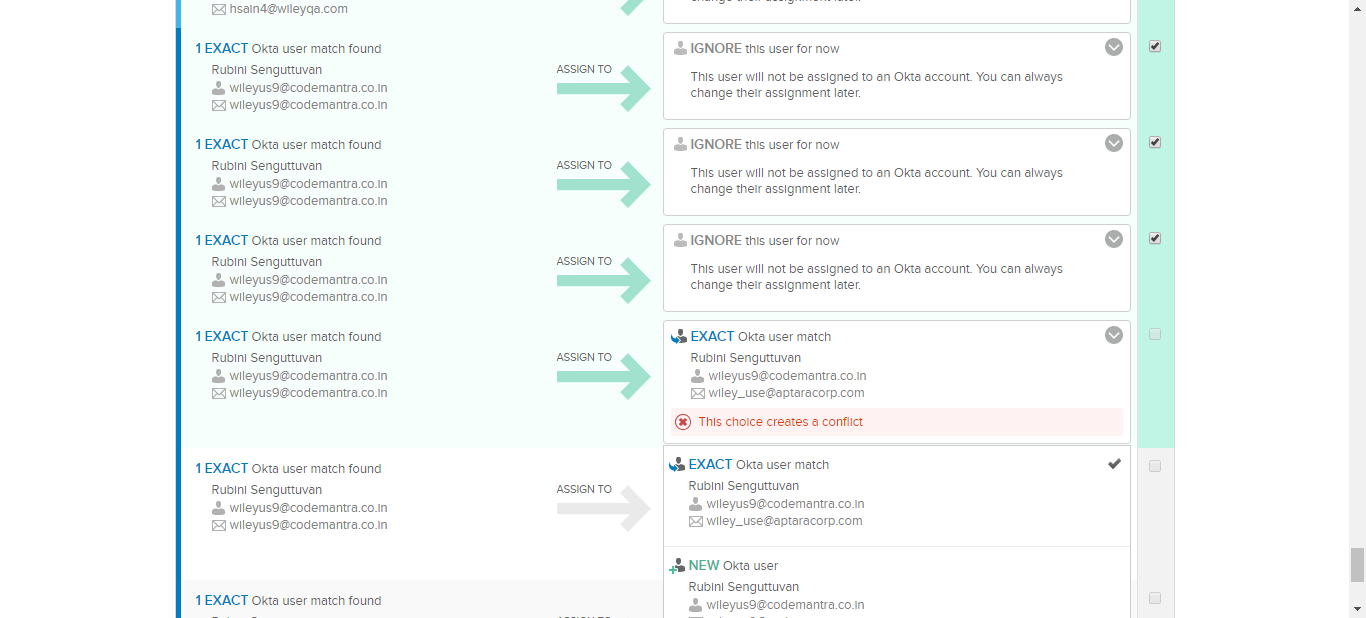 hsain4@wileyqa.com
change their assignment later.
1 EXACT Okta user match found
Rubini Senguttuvan
wileyus9@codemantra.co.in
wileyus9@codemantra.co.in
ASSIGN TO
IGNORE this user for now
This user will not be assigned to an Okta account. You can always
change their assignment later.
1 EXACT Okta user match found
Rubini Senguttuvan
wileyus9@codemantra.co.in
wileyus9@codemantra.co.in
ASSIGN TO
IGNORE this user for now
This user will not be assigned to an Okta account. You can always
change their assignment later.
1 EXACT Okta user match found
Rubini Senguttuvan
wileyus9@codemantra.co.in
wileyus9@codemantra.co.in
ASSIGN TO
IGNORE this user for now
This user will not be assigned to an Okta account. You can always
change their assignment later.
1 EXACT Okta user match found
Rubini Senguttuvan
wileyus9@codemantra.co.in
wileyus9@codemantra.co.in
ASSIGN TO
EXACT Okta user match
Rubini Senguttuvan
wileyus9@codemantra.co.in
wiley_use@aptaracorp.com
This choice creates a conflict
1 EXACT Okta user match found
Rubini Senguttuvan
wileyus9@codemantra.co.in
wileyus9@codemantra.co.in
ASSIGN TO
EXACT Okta user match
Rubini Senguttuvan
wileyus9@codemantra.co.in
wiley_use@aptaracorp.com
NEW Okta user
Rubini Senguttuvan
wileyus9@codemantra.co.in
1 EXACT Okta user match found